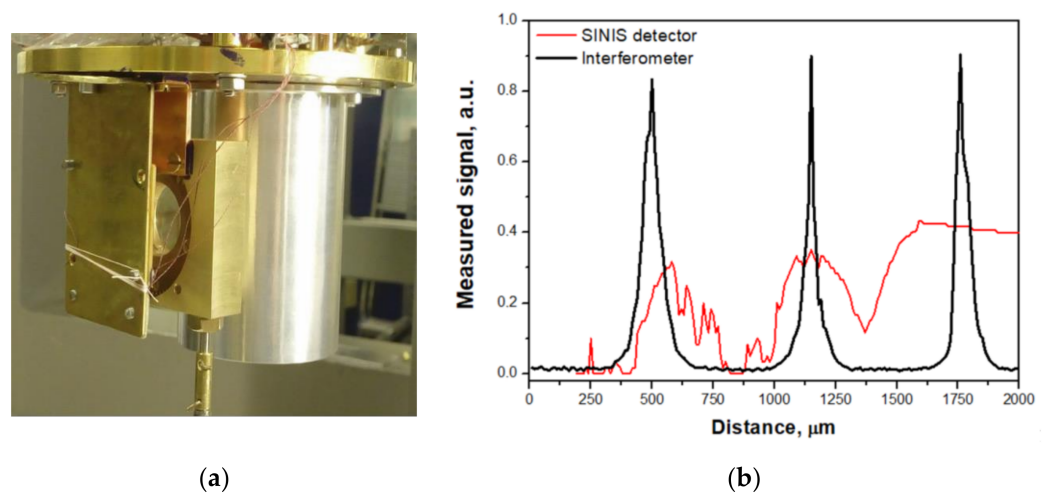 1.0
SINIS detector
Interferometer
0.8
0.6
0.4
0.2
0.0
Measured signal, a.u.
0 250 500 750 1000 1250 1500 1750 2000
Distance, μm
(a) (b)